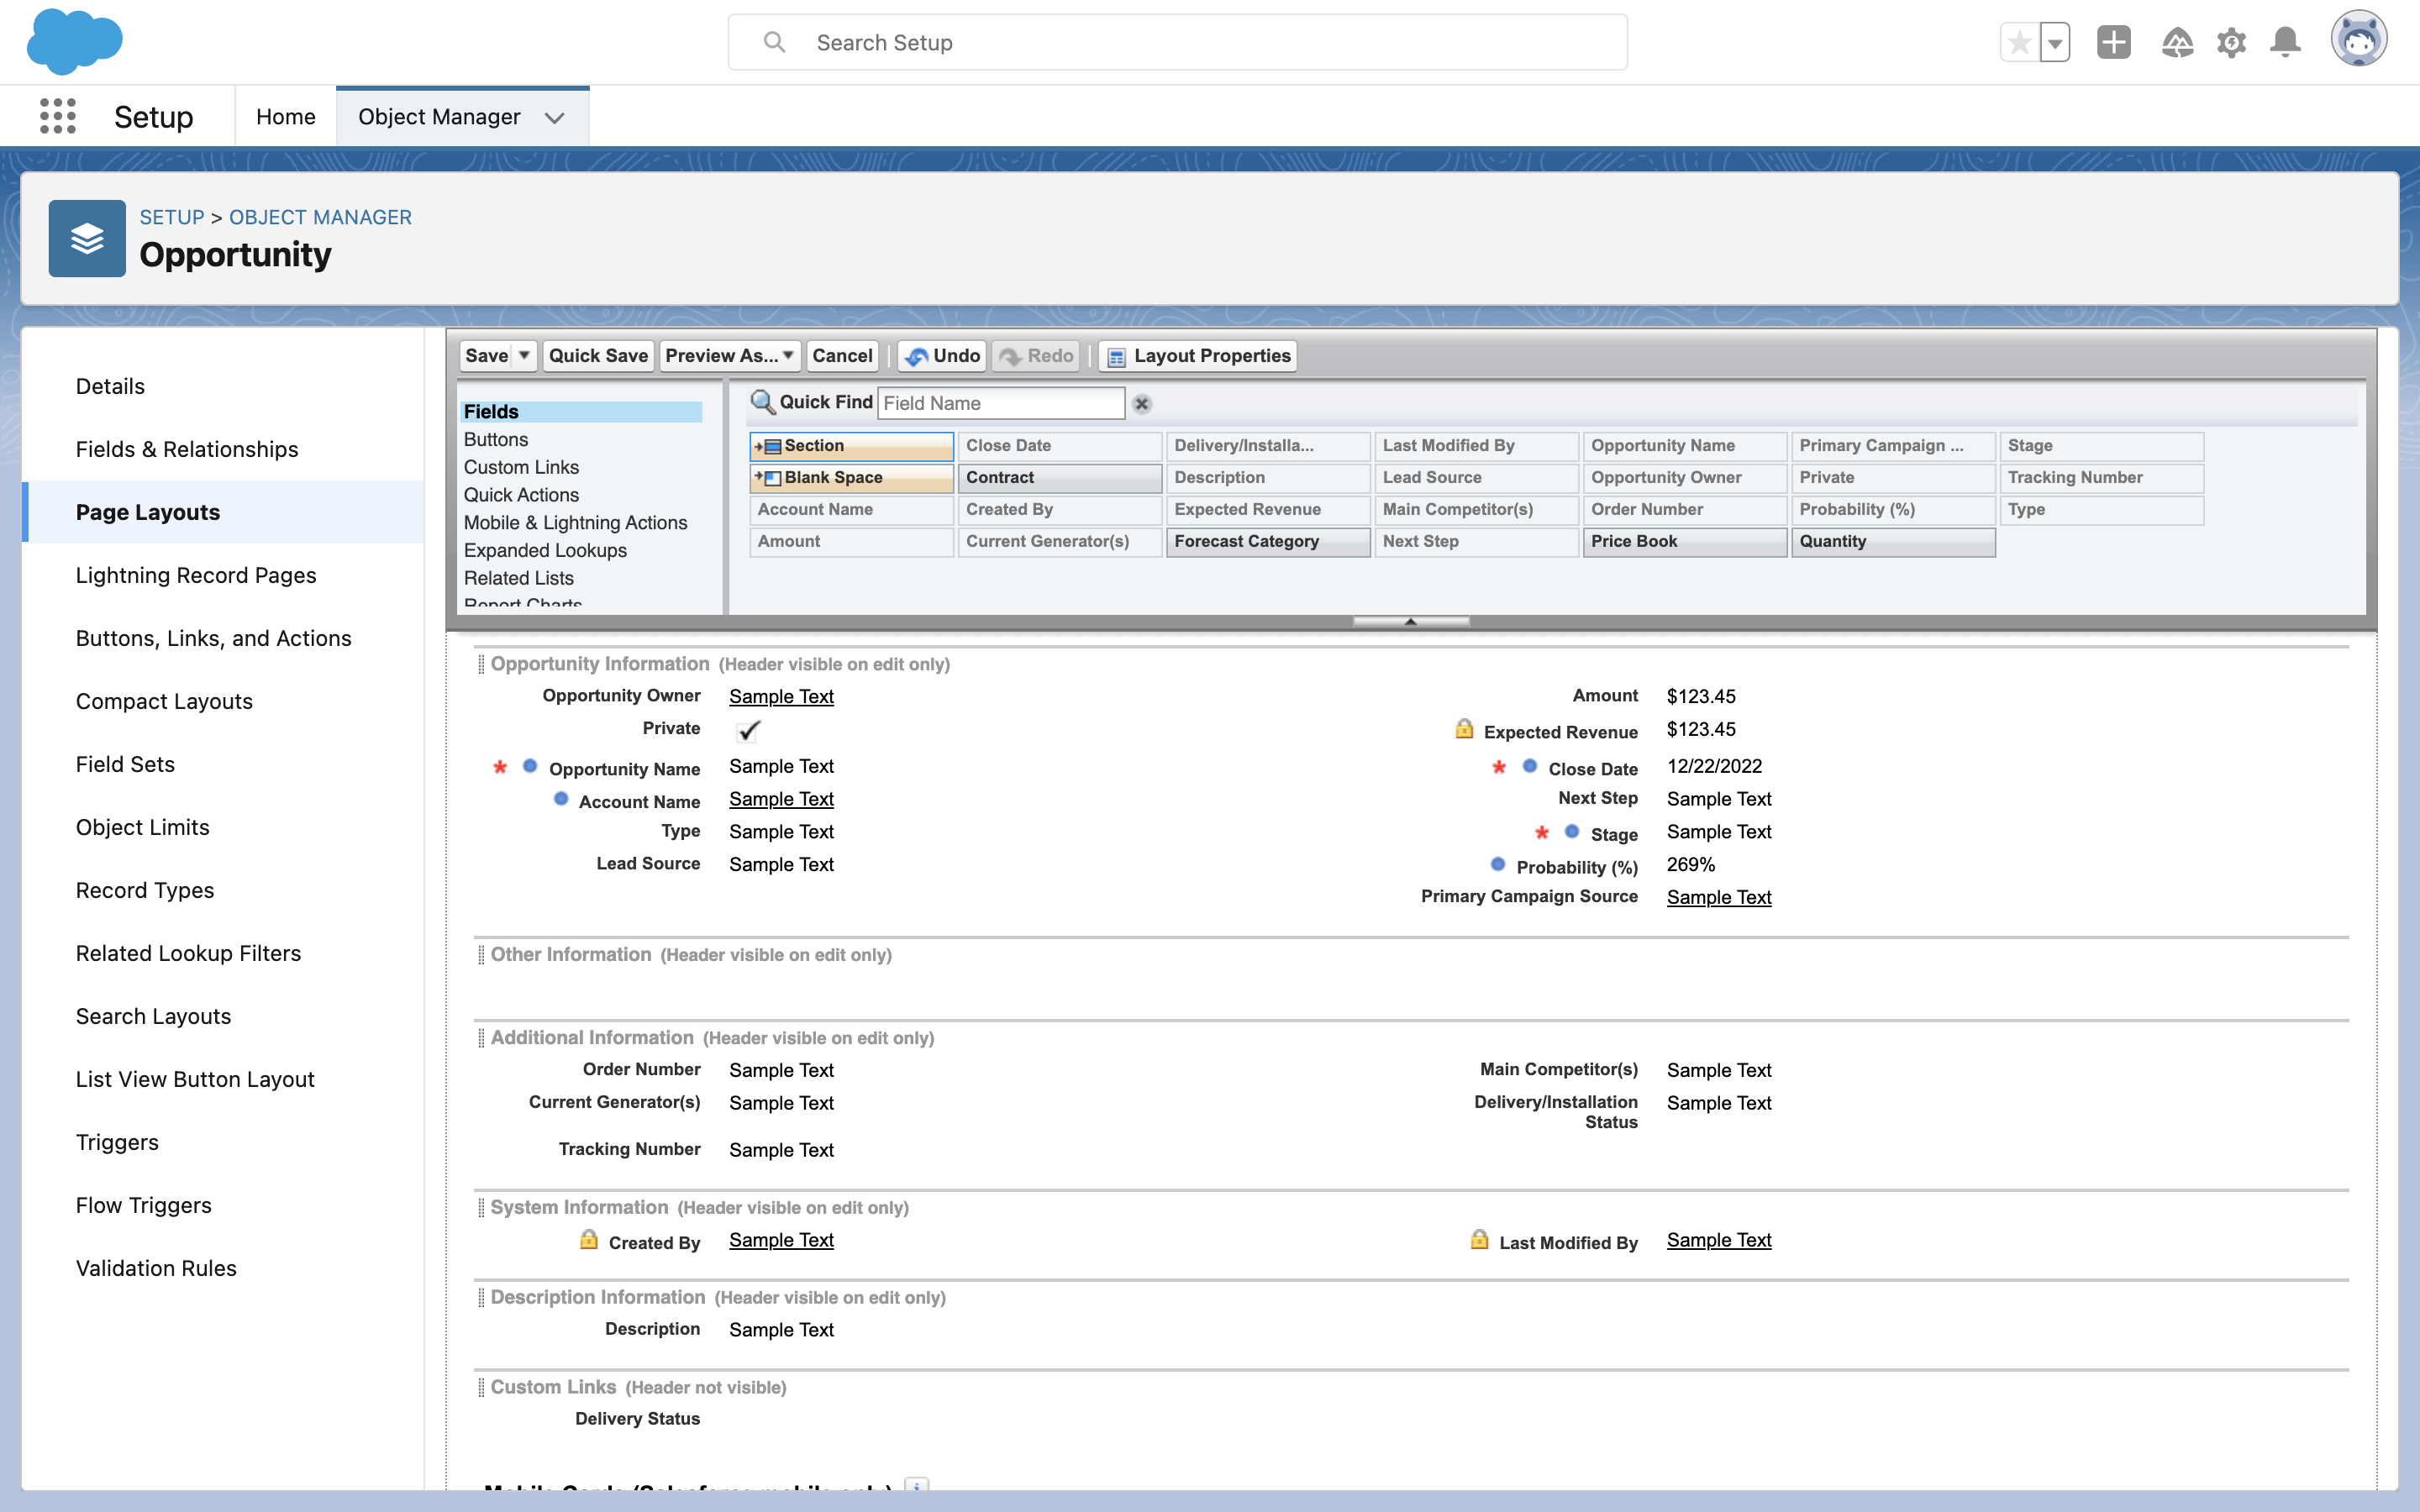 Search Setup
Setup
Home
Object Manager
SETUP > OBJECT MANAGER
Opportunity
Details
Fields & Relationships
Page Layouts
Lightning Record Pages
Buttons, Links, and Actions
Compact Layouts
Field Sets
Object Limits
Record Types
Related Lookup Filters
Search Layouts
List View Button Layout
Triggers
Flow Triggers
Validation Rules
Save Quick Save Preview As... Cancel Undo Redo Layout Properties
Fields
Buttons
Custom Links
Quick Actions
Mobile & Lightning Actions
Expanded Lookups
Related Lists
Report Charts
Quick Find Field Name
Section Close Date Delivery/Installa... Last Modified By Opportunity Name Primary Campaign ... Stage
Blank Space Contract Description Lead Source Opportunity Owner Private Tracking Number
Account Name Created By Expected Revenue Main Competitor(s) Order Number Probability (%) Type
Amount Current Generator(s) Forecast Category Next Step Price Book Quantity
Opportunity Information (Header visible on edit only)
Opportunity Owner Sample Text Amount $123.45
Private Expected Revenue $123.45
* Opportunity Name Sample Text * Close Date 12/22/2022
Account Name Sample Text Next Step Sample Text
Type Sample Text * Stage Sample Text
Lead Source Sample Text Probability (%) 269%
Primary Campaign Source Sample Text
Other Information (Header visible on edit only)
Additional Information (Header visible on edit only)
Order Number Sample Text Main Competitor(s) Sample Text
Current Generator(s) Sample Text Delivery/Installation Status Sample Text
Tracking Number Sample Text
System Information (Header visible on edit only)
Created By Sample Text Last Modified By Sample Text
Description Information (Header visible on edit only)
Description Sample Text
Custom Links (Header not visible)
Delivery Status
Mobile Cards (Salesforce mobile only) i